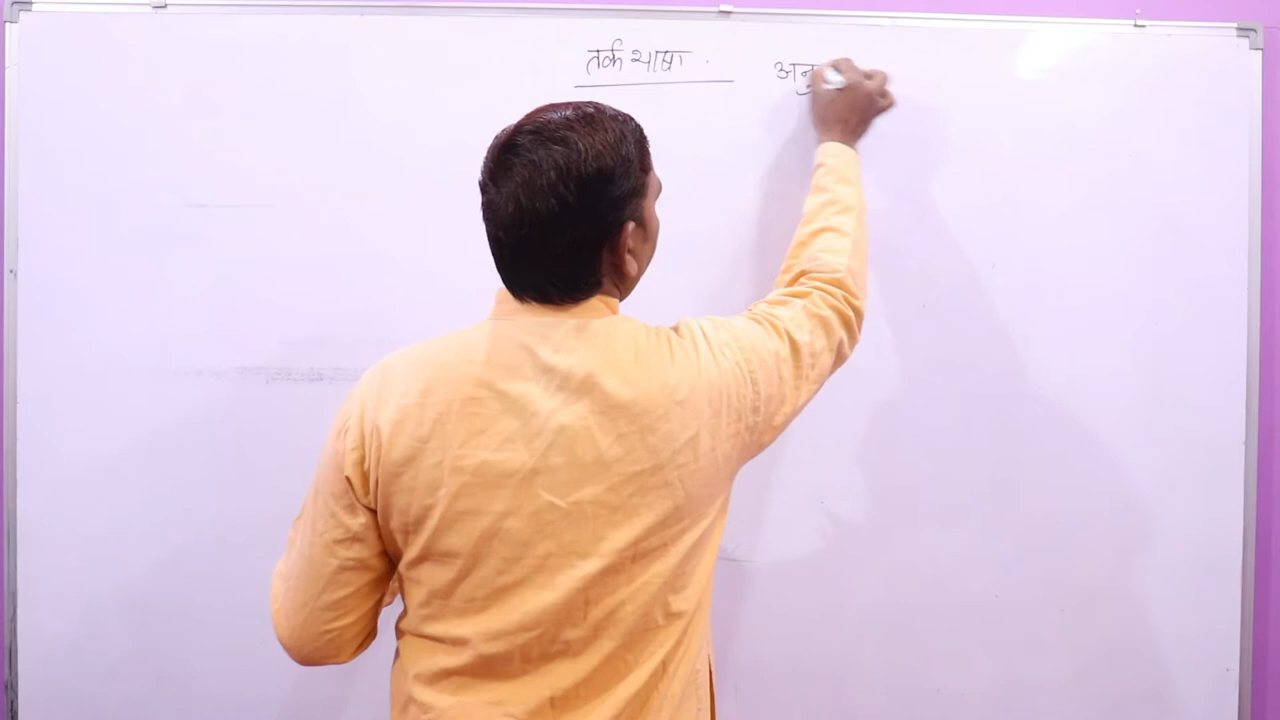 तर्क भाषा .
अनु